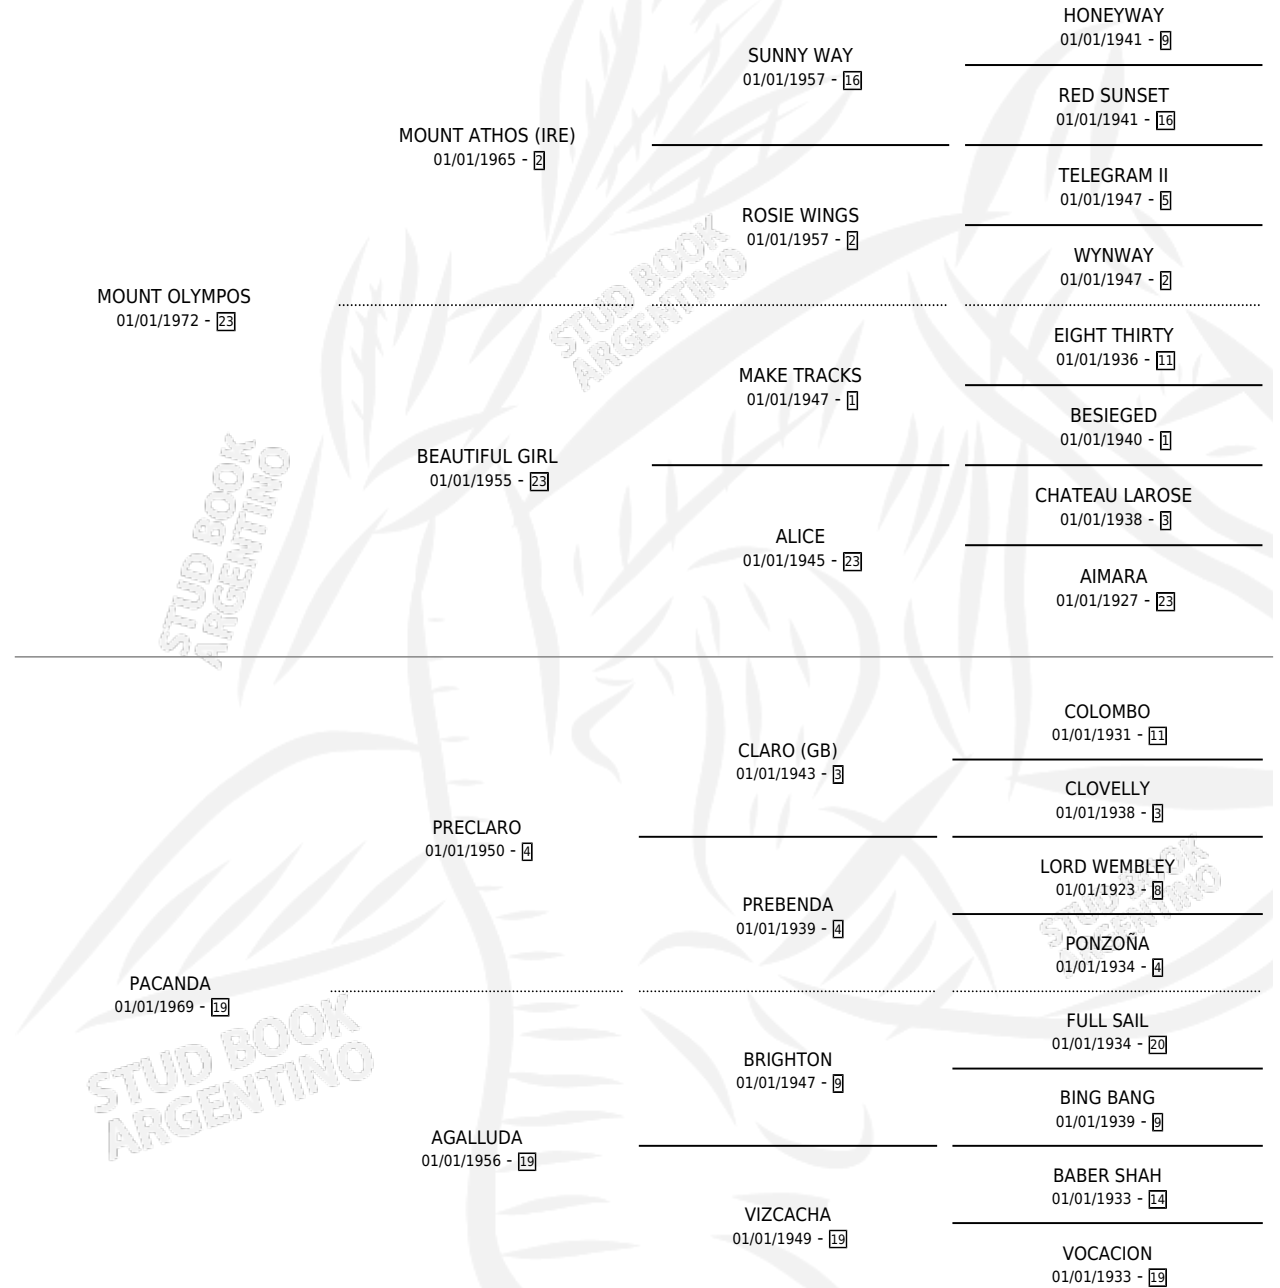 HONEYWAY
01/01/1941 - 9
SUNNY WAY
01/01/1957 - 16
RED SUNSET
01/01/1941 - 16
MOUNT ATHOS (IRE)
01/01/1965 - 2
TELEGRAM II
01/01/1947 - 5
ROSIE WINGS
01/01/1957 - 2
WYNWAY
01/01/1947 - 2
MOUNT OLYMPOS
01/01/1972 - 23
EIGHT THIRTY
01/01/1936 - 11
MAKE TRACKS
01/01/1947 - 1
BESIEGED
01/01/1940 - 1
BEAUTIFUL GIRL
01/01/1955 - 23
CHATEAU LAROSE
01/01/1938 - 3
ALICE
01/01/1945 - 23
AIMARA
01/01/1927 - 23
STUD BOOK
ARGENTINO
STUD BOOK
ARGENTINO
COLOMBO
01/01/1931 - 11
CLARO (GB)
01/01/1943 - 3
CLOVELLY
01/01/1938 - 3
PRECLARO
01/01/1950 - 4
LORD WEMBLEY
01/01/1923 - 8
PREBENDA
01/01/1939 - 4
PONZOÑA
01/01/1934 - 4
PACANDA
01/01/1969 - 19
FULL SAIL
01/01/1934 - 20
BRIGHTON
01/01/1947 - 9
BING BANG
01/01/1939 - 9
AGALLUDA
01/01/1956 - 19
BABER SHAH
01/01/1933 - 14
VIZCACHA
01/01/1949 - 19
VOCACION
01/01/1933 - 19
STUD BOOK
ARGENTINO
STUD BOOK
ARGENTINO